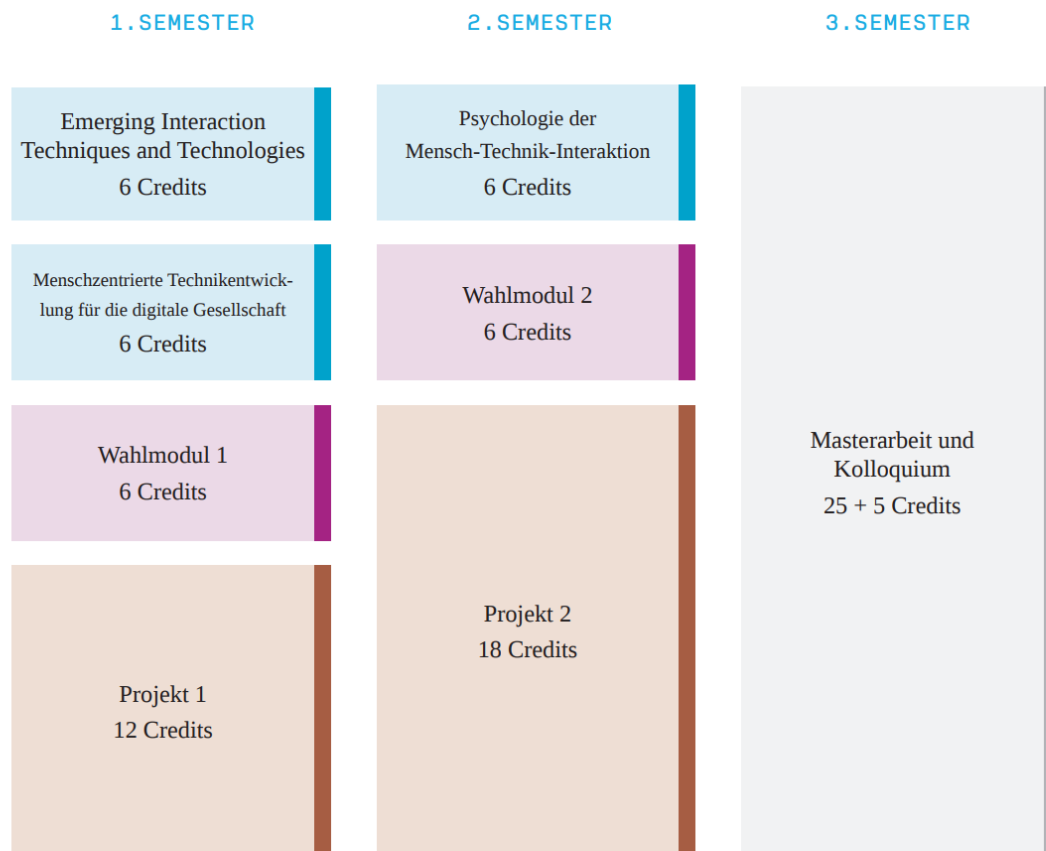 1.SEMESTER
2.SEMESTER
3.SEMESTER
Emerging Interaction
Techniques and Technologies
6 Credits
Menschzentrierte Technikentwick-
lung für die digitale Gesellschaft
6 Credits
Wahlmodul 1
6 Credits
Projekt 1
12 Credits
Psychologie der
Mensch-Technik-Interaktion
6 Credits
Wahlmodul 2
6 Credits
Projekt 2
18 Credits
Masterarbeit und
Kolloquium
25 + 5 Credits